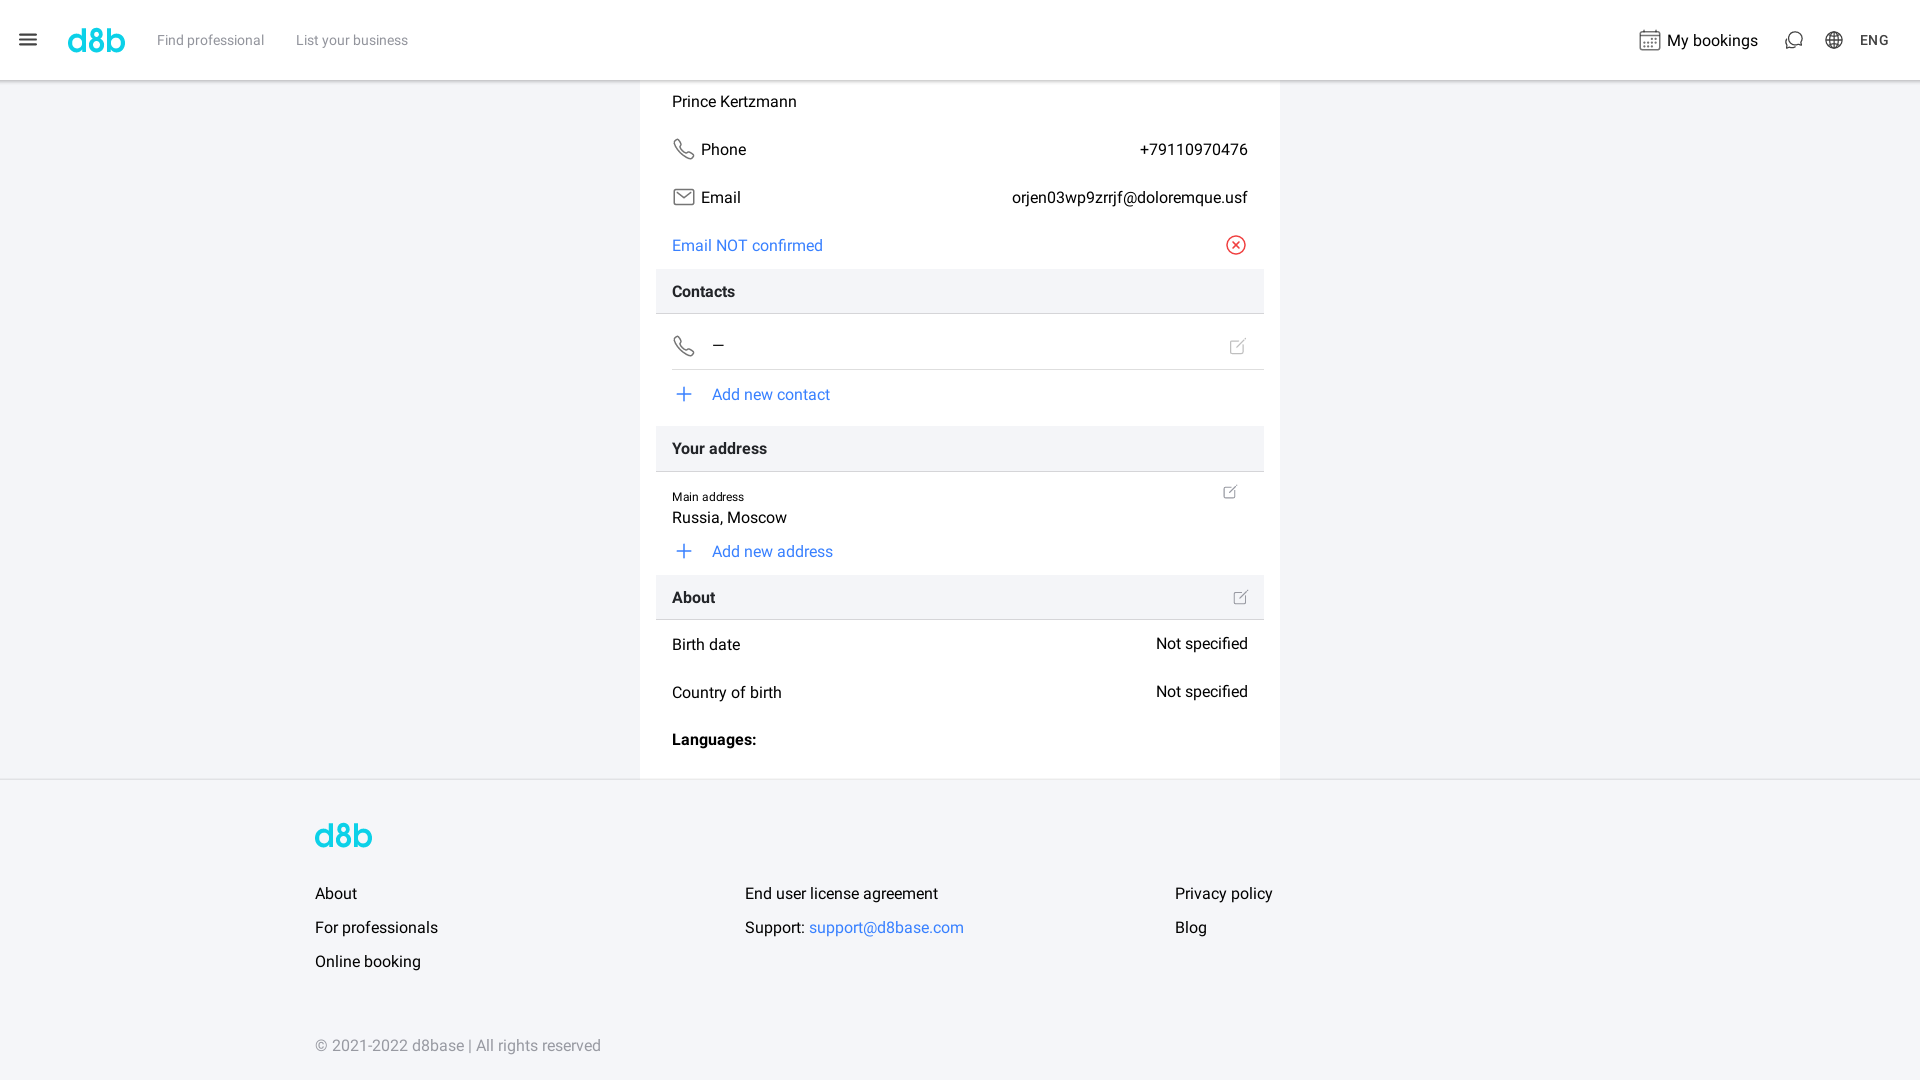 d8b
Find professional
List your business
My bookings
ENG
Prince Kertzmann
Phone
+79110970476
Email
orjen03wp9zrrjf@doloremque.usf
Email NOT confirmed
Contacts
—
Add new contact
Your address
Main address
Russia, Moscow
Add new address
About
Birth date
Not specified
Country of birth
Not specified
Languages:
d8b
About
End user license agreement
Privacy policy
For professionals
Support: support@d8base.com
Blog
Online booking
© 2021-2022 d8base | All rights reserved